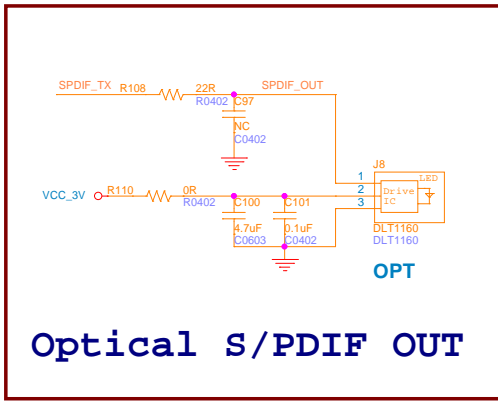 SPDIF_TX R108 22R SPDIF_OUT
R0402 C97
NC
C0402
J8
1 LED
VCC_3V R110 0R 2 Drive
R0402 C100 C101 3 IC
4.7uF 0.1uF DLT1160
C0603 C0402 DLT1160
OPT
Optical S/PDIF OUT